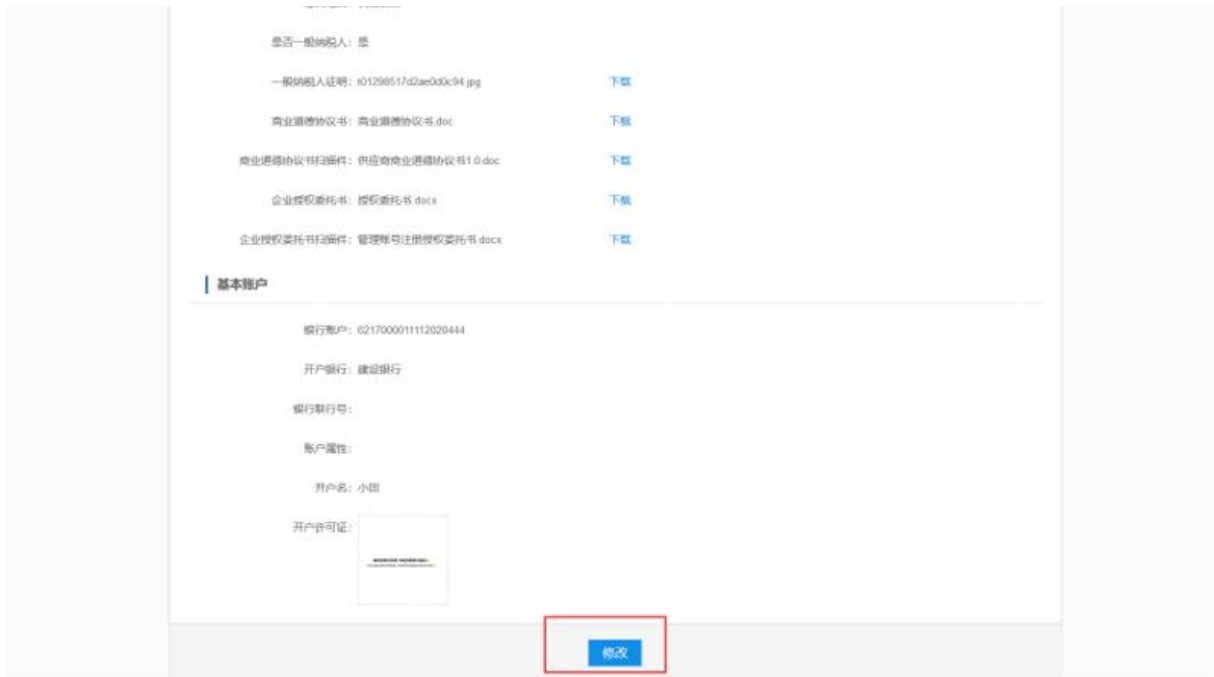 是否一般纳税人：是
一般纳税人证明：t01298517d2ae0d0c94.jpg 下载
商业道德协议书：商业道德协议书.doc 下载
商业道德协议书扫描件：供应商商业道德协议书1.0.doc 下载
企业授权委托书：授权委托书.docx 下载
企业授权委托书扫描件：管理账号注册授权委托书.docx 下载
基本账户
银行账户：6217000011112020444
开户银行：建设银行
银行联行号：
账户属性：
开户名：小田
开户许可证：
修改